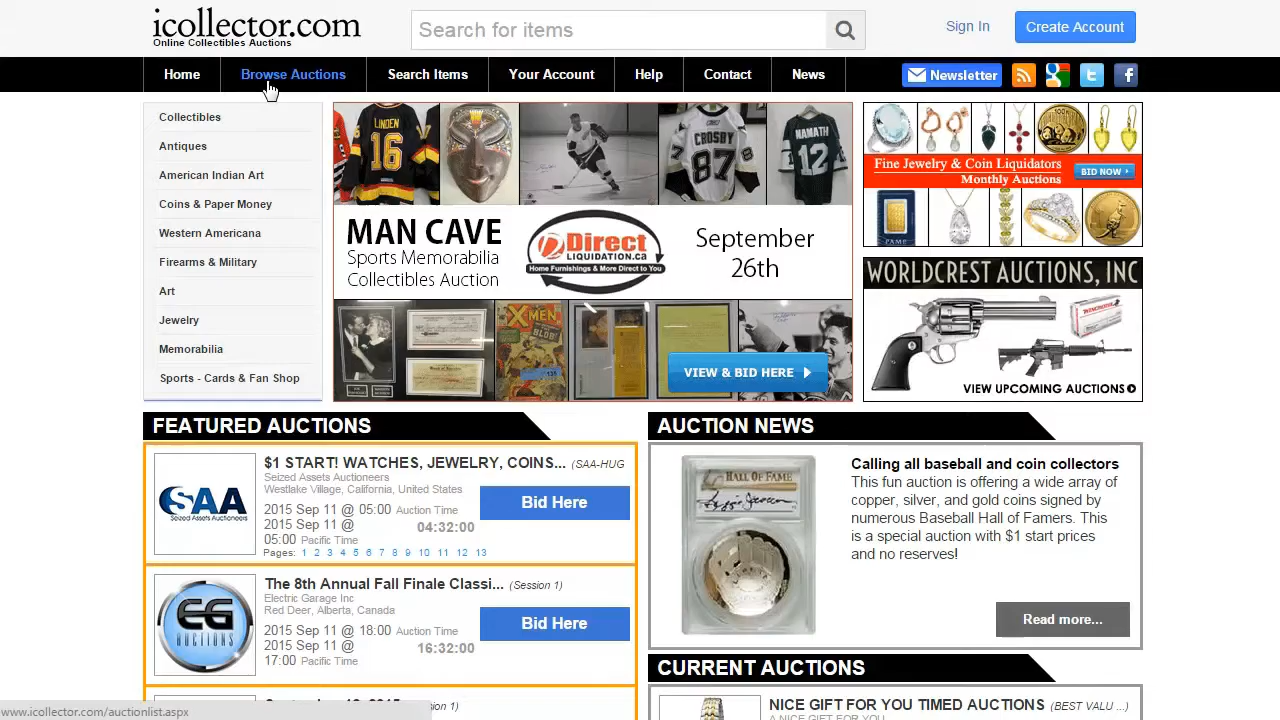 icollector.com
Online Collectibles Auctions
Search for items
Sign In
Create Account
Home
Browse Auctions
Search Items
Your Account
Help
Contact
News
Newsletter
Collectibles
Antiques
American Indian Art
Coins & Paper Money
Western Americana
Firearms & Military
Art
Jewelry
Memorabilia
Sports - Cards & Fan Shop
LINDEN
16
CROSBY
87
NAMATH
12
MAN CAVE
Sports Memorabilia
Collectibles Auction
Direct
LIQUIDATION.CA
Home Furnishings & More Direct to You
September
26th
X-MEN
VIEW & BID HERE
Fine Jewelry & Coin Liquidators
Monthly Auctions
BID NOW
WORLDCREST AUCTIONS, INC
WINCHESTER
VIEW UPCOMING AUCTIONS
FEATURED AUCTIONS
SAA
Seized Assets Auctioneers
$1 START! WATCHES, JEWELRY, COINS... (SAA-HUG
Seized Assets Auctioneers
Westlake Village, California, United States
2015 Sep 11 @ 05:00 Auction Time
2015 Sep 11 @
05:00 Pacific Time
04:32:00
Bid Here
Pages: 1 2 3 4 5 6 7 8 9 10 11 12 13
EG
AUCTIONS
The 8th Annual Fall Finale Classi... (Session 1)
Electric Garage Inc
Red Deer, Alberta, Canada
2015 Sep 11 @ 18:00 Auction Time
2015 Sep 11 @
17:00 Pacific Time
16:32:00
Bid Here
AUCTION NEWS
HALL OF FAME
Calling all baseball and coin collectors
This fun auction is offering a wide array of
copper, silver, and gold coins signed by
numerous Baseball Hall of Famers. This
is a special auction with $1 start prices
and no reserves!
Read more...
CURRENT AUCTIONS
NICE GIFT FOR YOU TIMED AUCTIONS (BEST VALU ...)
A NICE GIFT FOR YOU
www.icollector.com/auctionlist.aspx